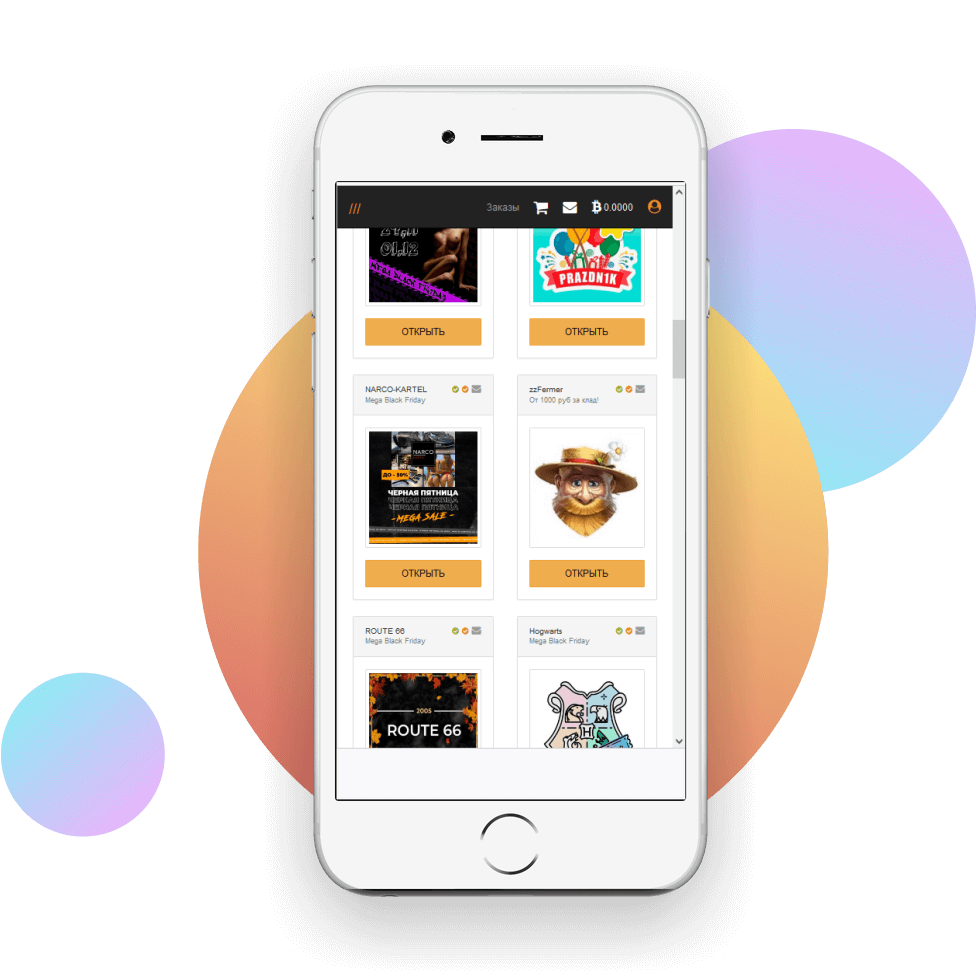 ///
Заказы
0.0000
PRAZDN1K
ОТКРЫТЬ
ОТКРЫТЬ
NARCO-KARTEL
Mega Black Friday
zzFermer
От 1000 руб за клад!
NARCO
ДО - 50%
ЧЕРНАЯ ПЯТНИЦА
ЧЕРНАЯ ПЯТНИЦА
ЧЕРНАЯ ПЯТНИЦА
-MEGA SALE -
ОТКРЫТЬ
ОТКРЫТЬ
ROUTE 66
Mega Black Friday
Hogwarts
Mega Black Friday
2005
ROUTE 66
H